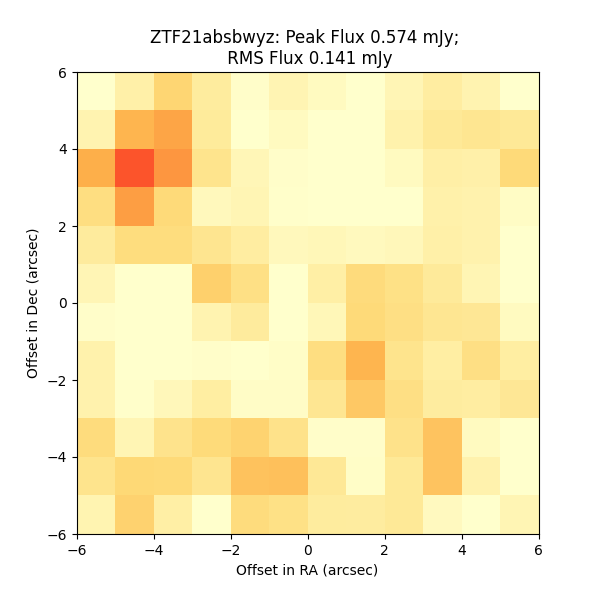 ZTF21absbwyz: Peak Flux 0.574 mJy;
RMS Flux 0.141 mJy
6
4
2
0
−2
−4
−6
Offset in Dec (arcsec)
−6 −4 −2 0 2 4 6
Offset in RA (arcsec)